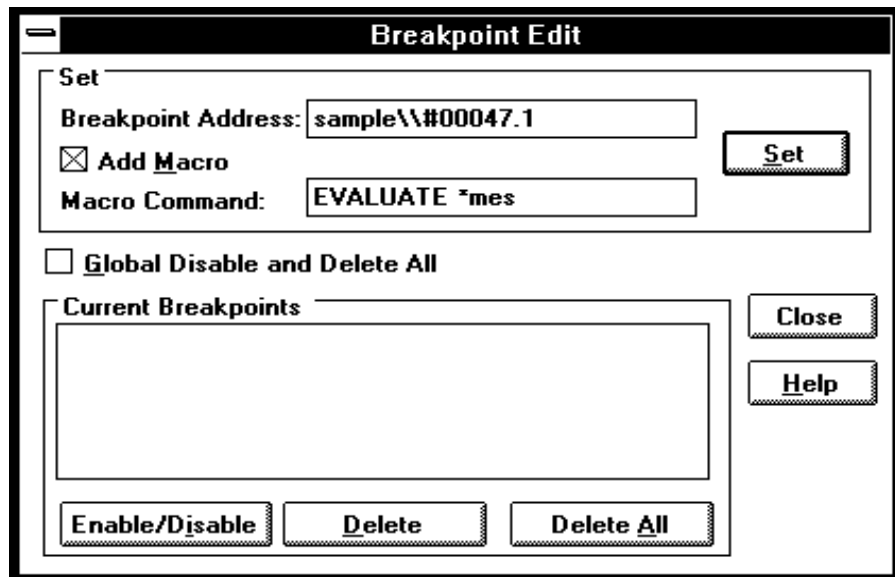 Breakpoint Edit
Set
Breakpoint Address: sample\\#00047.1
Add Macro
Set
Macro Command: EVALUATE *mes
Global Disable and Delete All
Current Breakpoints
Close
Help
Enable/Disable Delete Delete All